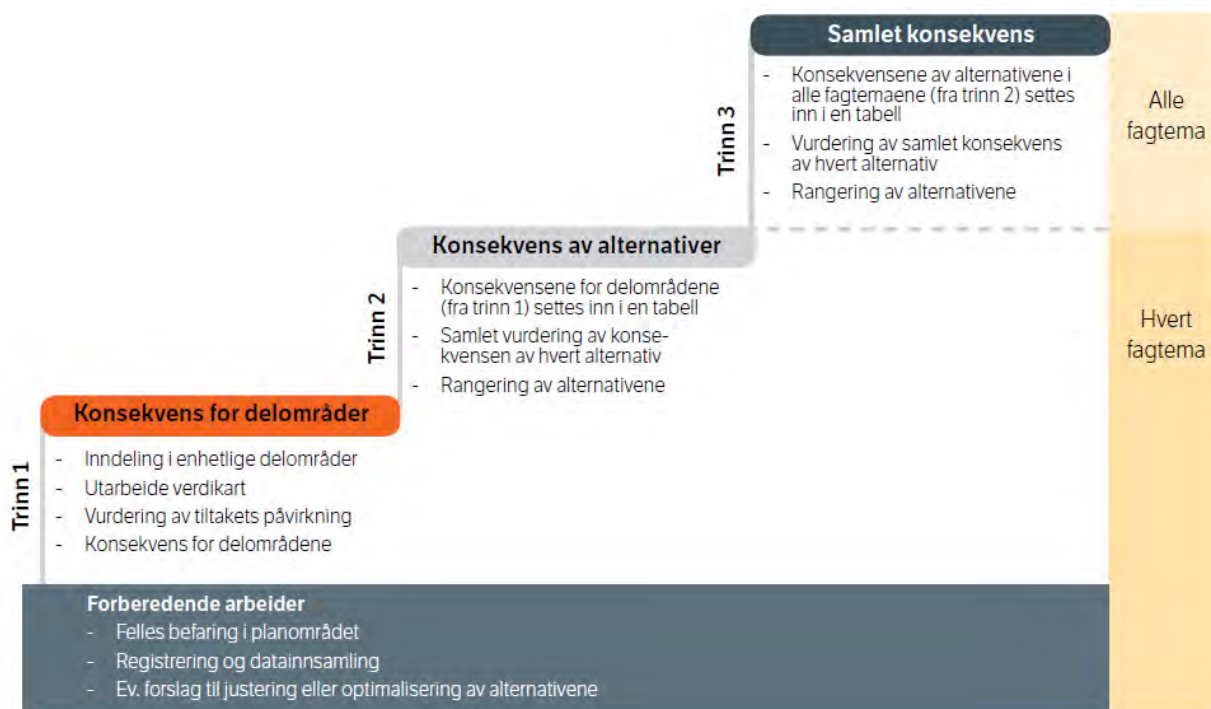 Samlet konsekvens
- Konsekvensene av alternativene i
alle fagtemaene (fra trinn 2) settes
inn i en tabell
- Vurdering av samlet konsekvens
av hvert alternativ
- Rangering av alternativene
Trinn 3
Alle
fagtema
Konsekvens av alternativer
- Konsekvensene for delområdene
(fra trinn 1) settes inn i en tabell
- Samlet vurdering av konse-
kvensen av hvert alternativ
- Rangering av alternativene
Trinn 2
Hvert
fagtema
Konsekvens for delområder
- Inndeling i enhetlige delområder
- Utarbeide verdikart
- Vurdering av tiltakets påvirkning
- Konsekvens for delområdene
Trinn 1
Forberedende arbeider
- Felles befaring i planområdet
- Registrering og datainnsamling
- Ev. forslag til justering eller optimalisering av alternativene